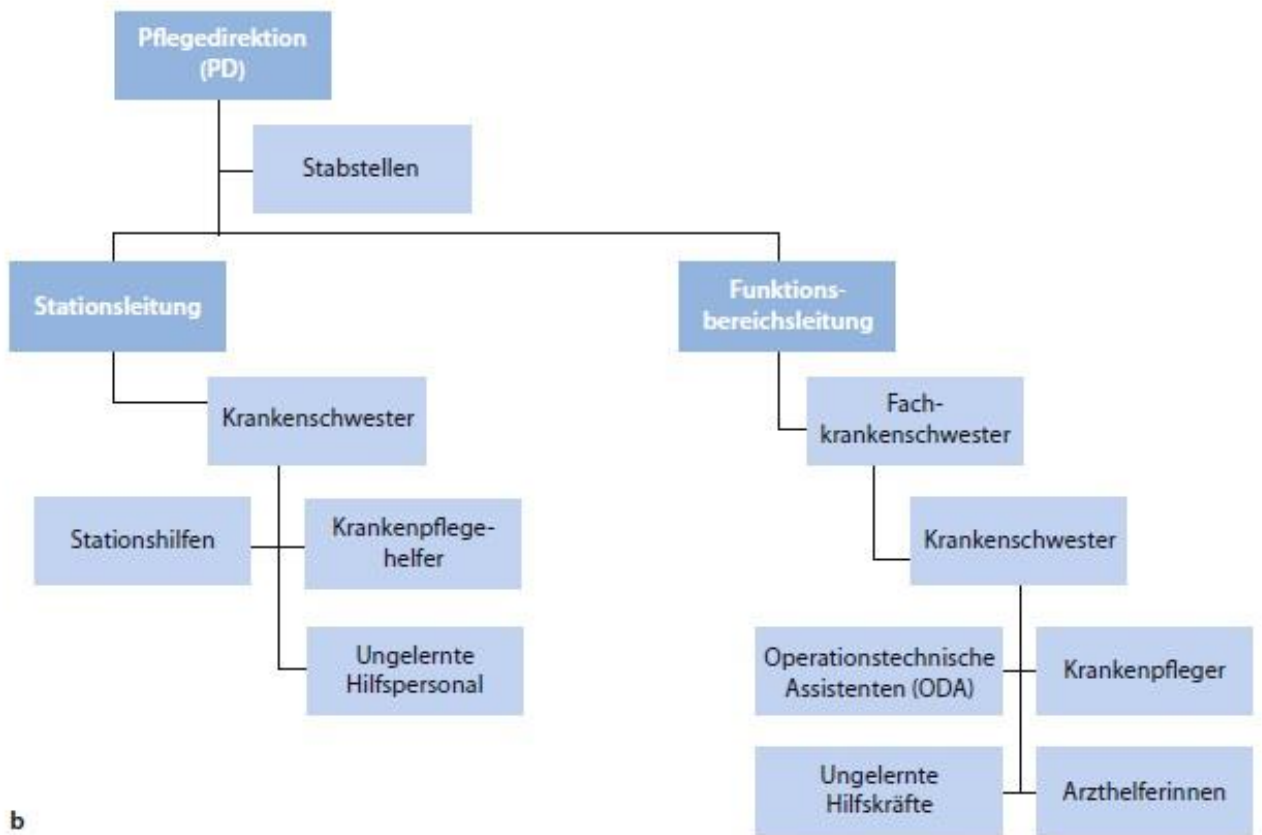 Pflegedirektion
(PD)
Stabstellen
Stationsleitung
Funktions-
bereichsleitung
Krankenschwester
Fach-
krankenschwester
Stationshilfen
Krankenpflege-
helfer
Krankenschwester
Ungelernte
Hilfspersonal
Operationstechnische
Assistenten (ODA)
Krankenpfleger
Ungelernte
Hilfskräfte
Arzthelferinnen
b